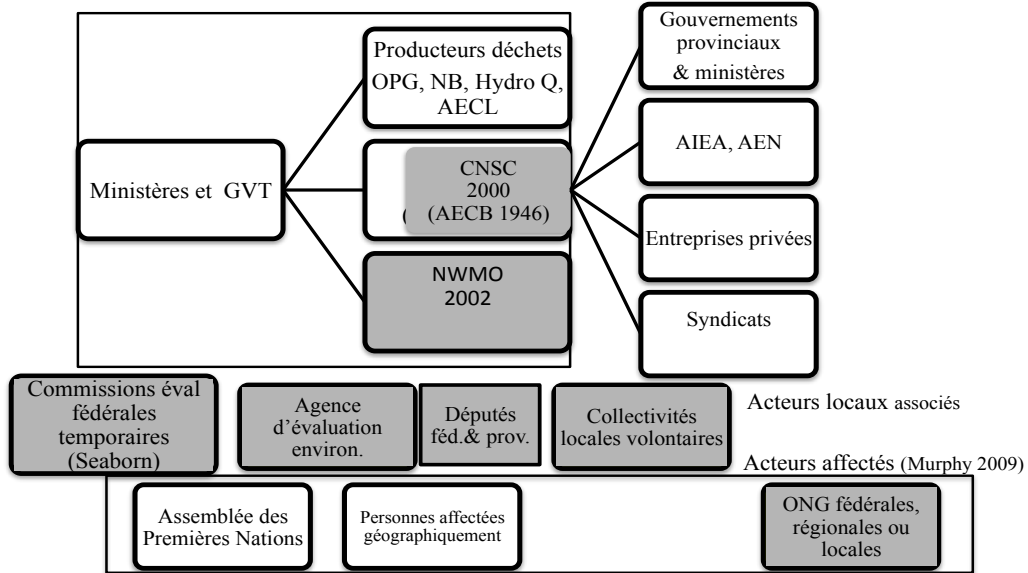 Producteurs déchets
OPG, NB, Hydro Q,
AECL
Gouvernements
provinciaux
& ministères
Ministères et GVT
CNSC
2000
(AECB 1946)
(
AIEA, AEN
Entreprises privées
NWMO
2002
Syndicats
Commissions éval
fédérales
temporaires
(Seaborn)
Agence
d’évaluation
environ.
Députés
féd.& prov.
Collectivités
locales volontaires
Acteurs locaux associés
Acteurs affectés (Murphy 2009)
Assemblée des
Premières Nations
Personnes affectées
géographiquement
ONG fédérales,
régionales ou
locales